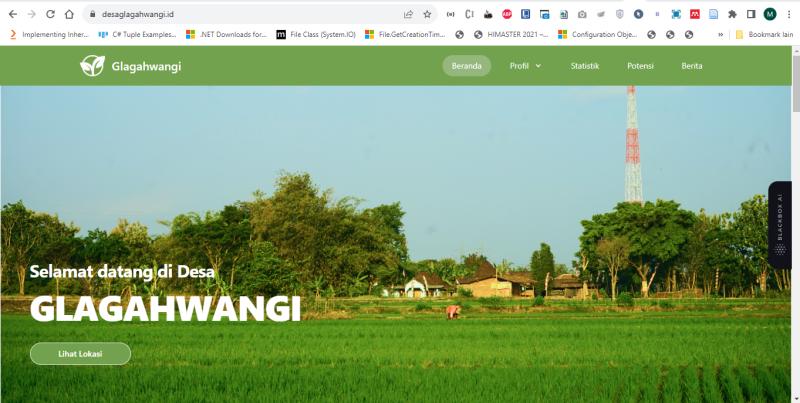 desaglagahwangi.id
Implementing Inher...
C# Tuple Examples...
.NET Downloads for...
m
File Class (System.IO)
File.GetCreationTim...
HIMASTER 2021 –...
Configuration Obje...
»
Bookmark lain
M
ABP
Glagahwangi
Beranda
Profil
Statistik
Potensi
Berita
BLACKBOX AI
Selamat datang di Desa
GLAGAHWANGI
Lihat Lokasi